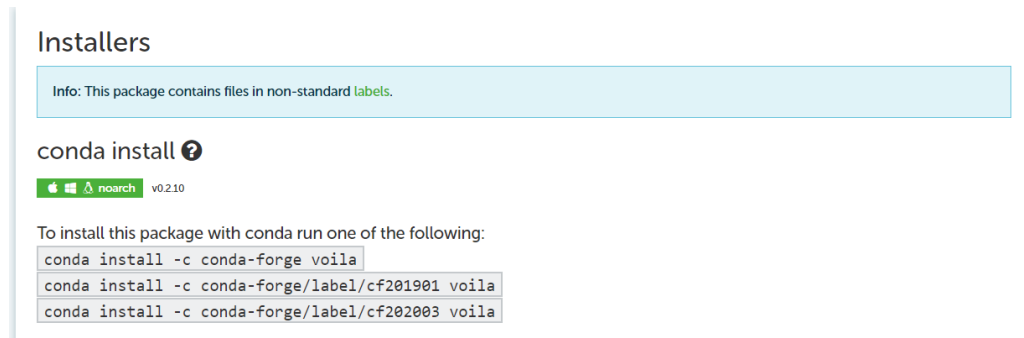 Installers
Info: This package contains files in non-standard labels.
conda install ?
noarch v0.2.10
To install this package with conda run one of the following:
conda install -c conda-forge voila
conda install -c conda-forge/label/cf201901 voila
conda install -c conda-forge/label/cf202003 voila